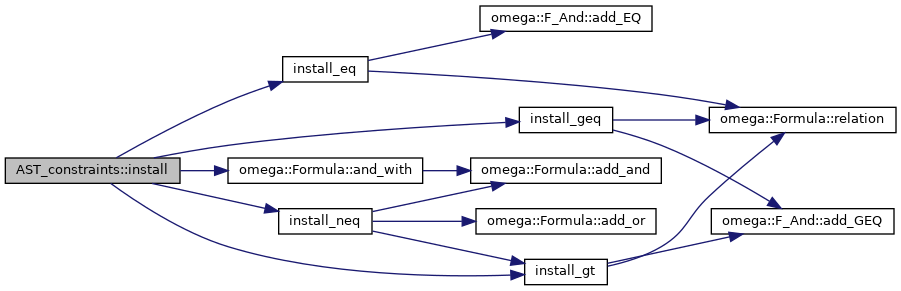 omega::F_And::add_EQ
install_eq
install_geq
omega::Formula::relation
AST_constraints::install
omega::Formula::and_with
omega::Formula::add_and
install_neq
omega::Formula::add_or
omega::F_And::add_GEQ
install_gt